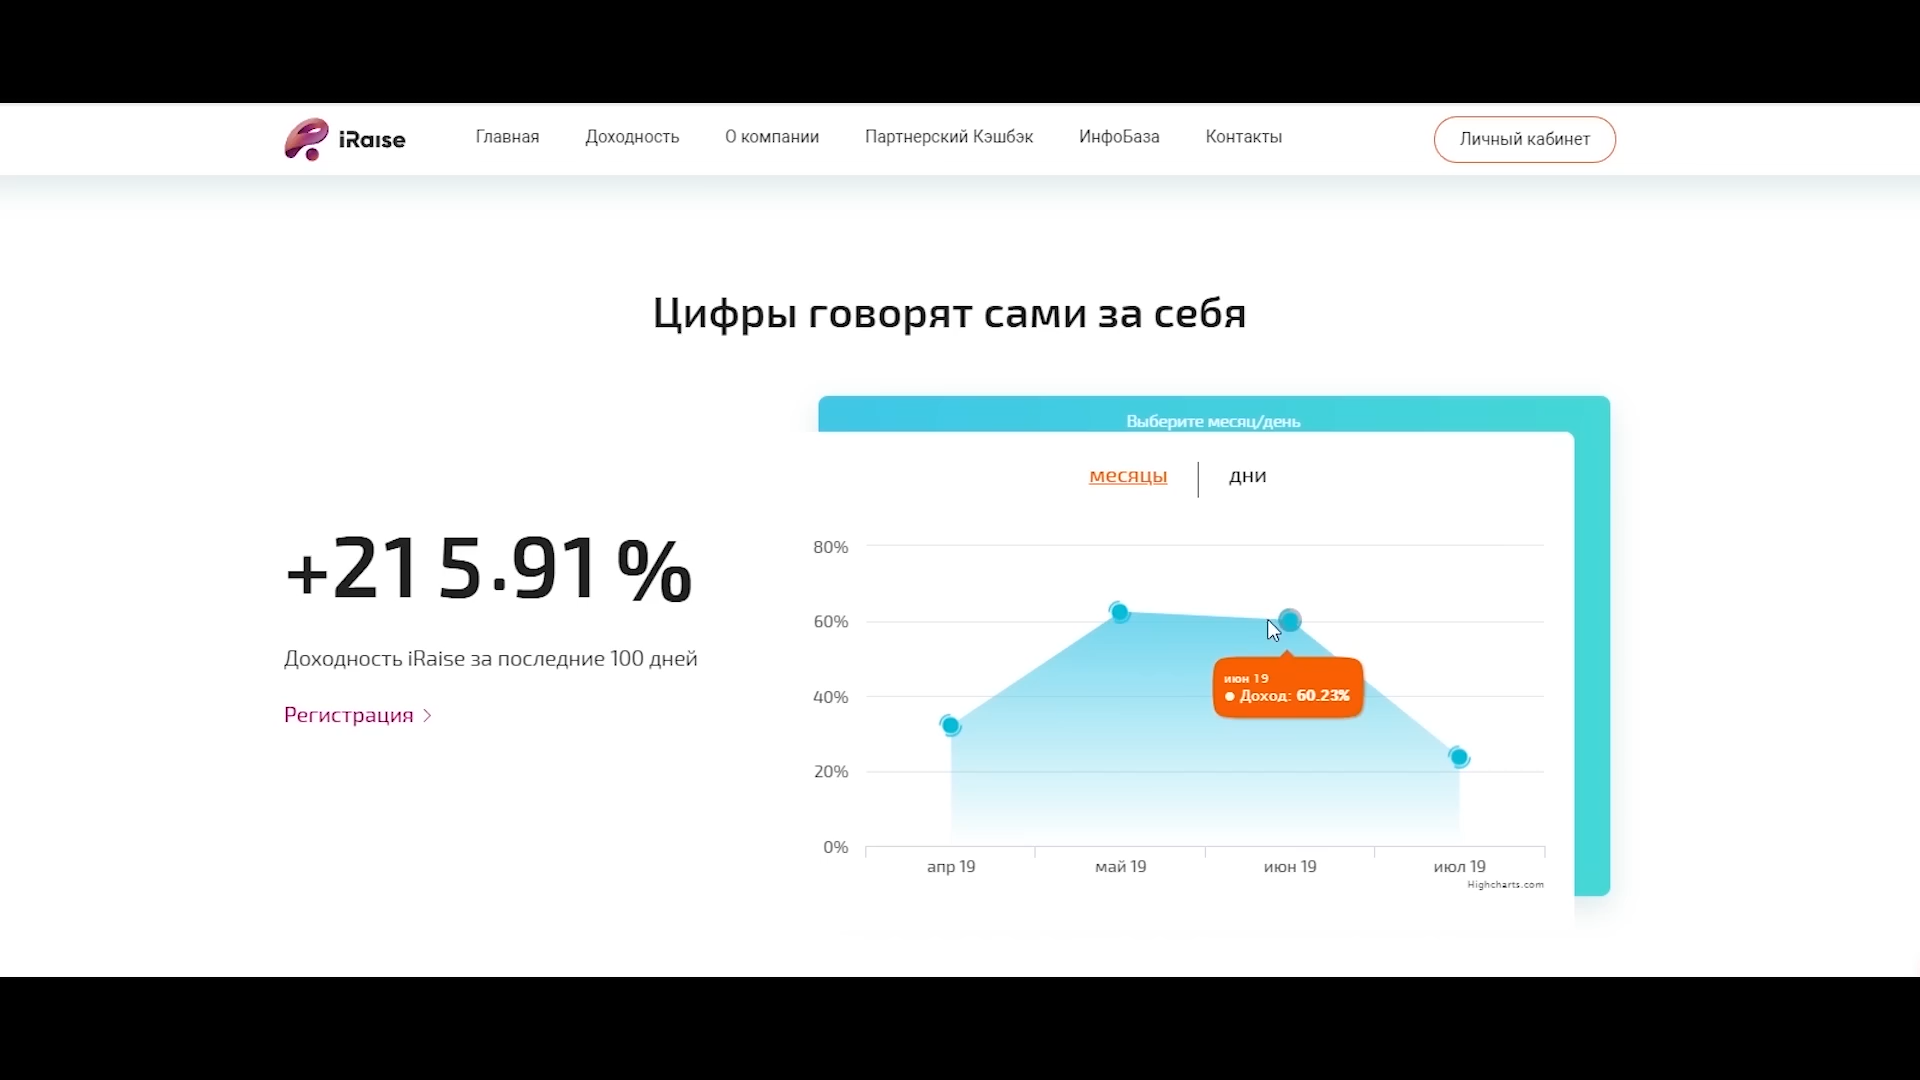 iRaise
Главная
Доходность
О компании
Партнерский Кэшбэк
ИнфоБаза
Контакты
Личный кабинет
Цифры говорят сами за себя
+215.91%
Доходность iRaise за последние 100 дней
Регистрация
Выберите месяц/день
месяцы
дни
80%
60%
40%
20%
0%
июн 19
Доход: 60.23%
апр 19
май 19
июн 19
июл 19
Highcharts.com